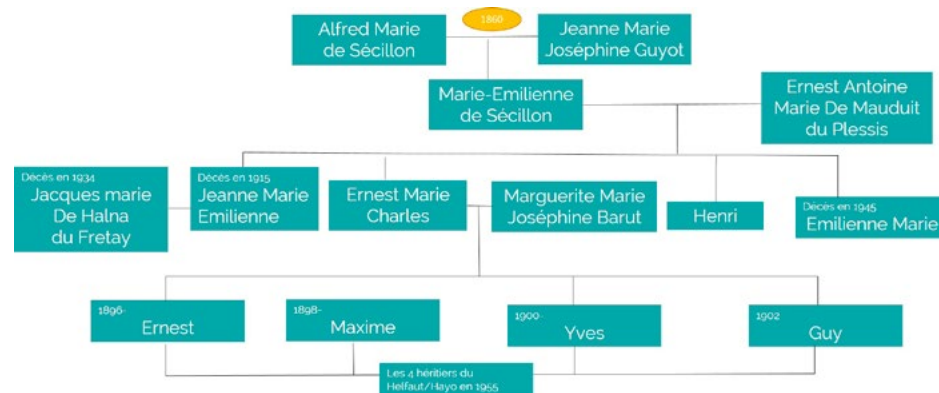 1860
Alfred Marie
de Sécillon
Jeanne Marie
Joséphine Guyot
Marie-Emilienne
de Sécillon
Ernest Antoine
Marie De Mauduit
du Plessis
Décès en 1934
Jacques marie
De Halna
du Fretay
Décès en 1915
Jeanne Marie
Emilienne
Ernest Marie
Charles
Marguerite Marie
Joséphine Barut
Henri
Décès en 1945
Emilienne Marie
1896-
Ernest
1898-
Maxime
1900-
Yves
1902
Guy
Les 4 héritiers du
Helfaut/Hayo en 1955